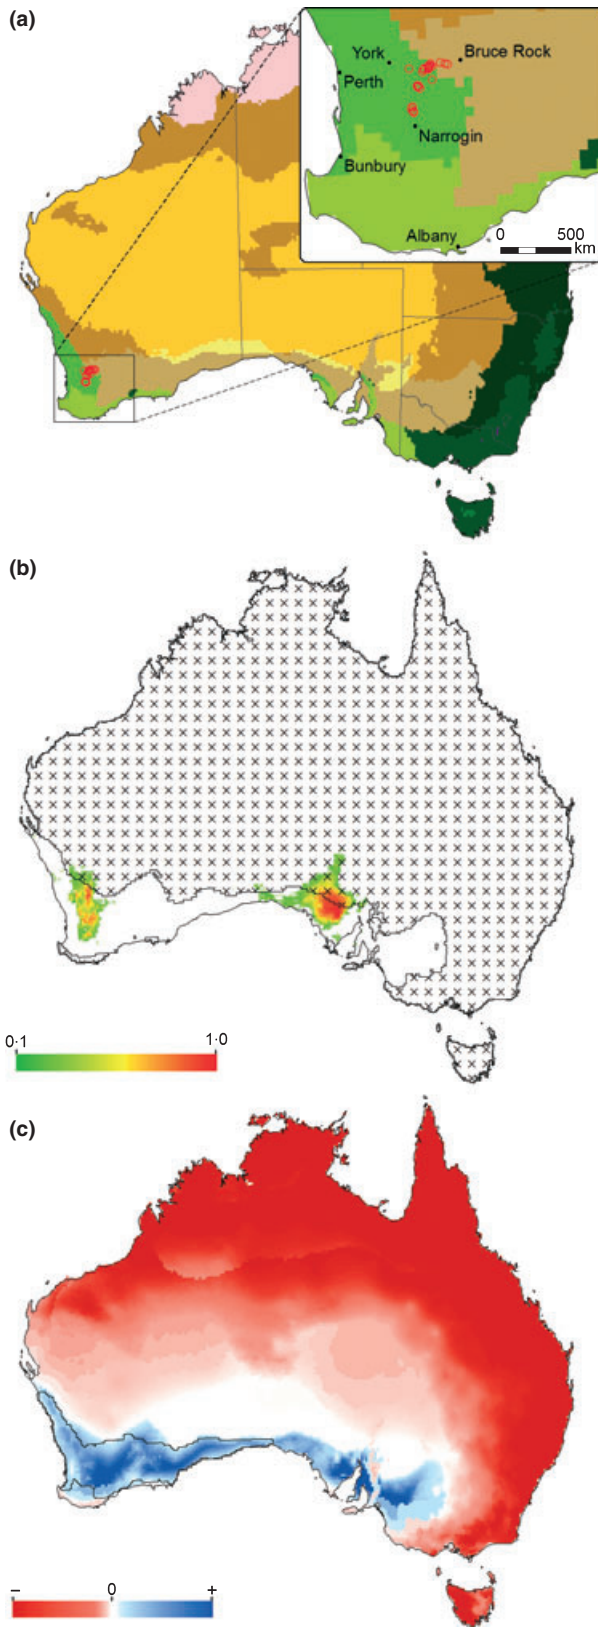 (a)
York
Bruce Rock
Perth
Narrogin
Bunbury
Albany
0 500
km
(b)
0·1 1·0
(c)
– 0 +